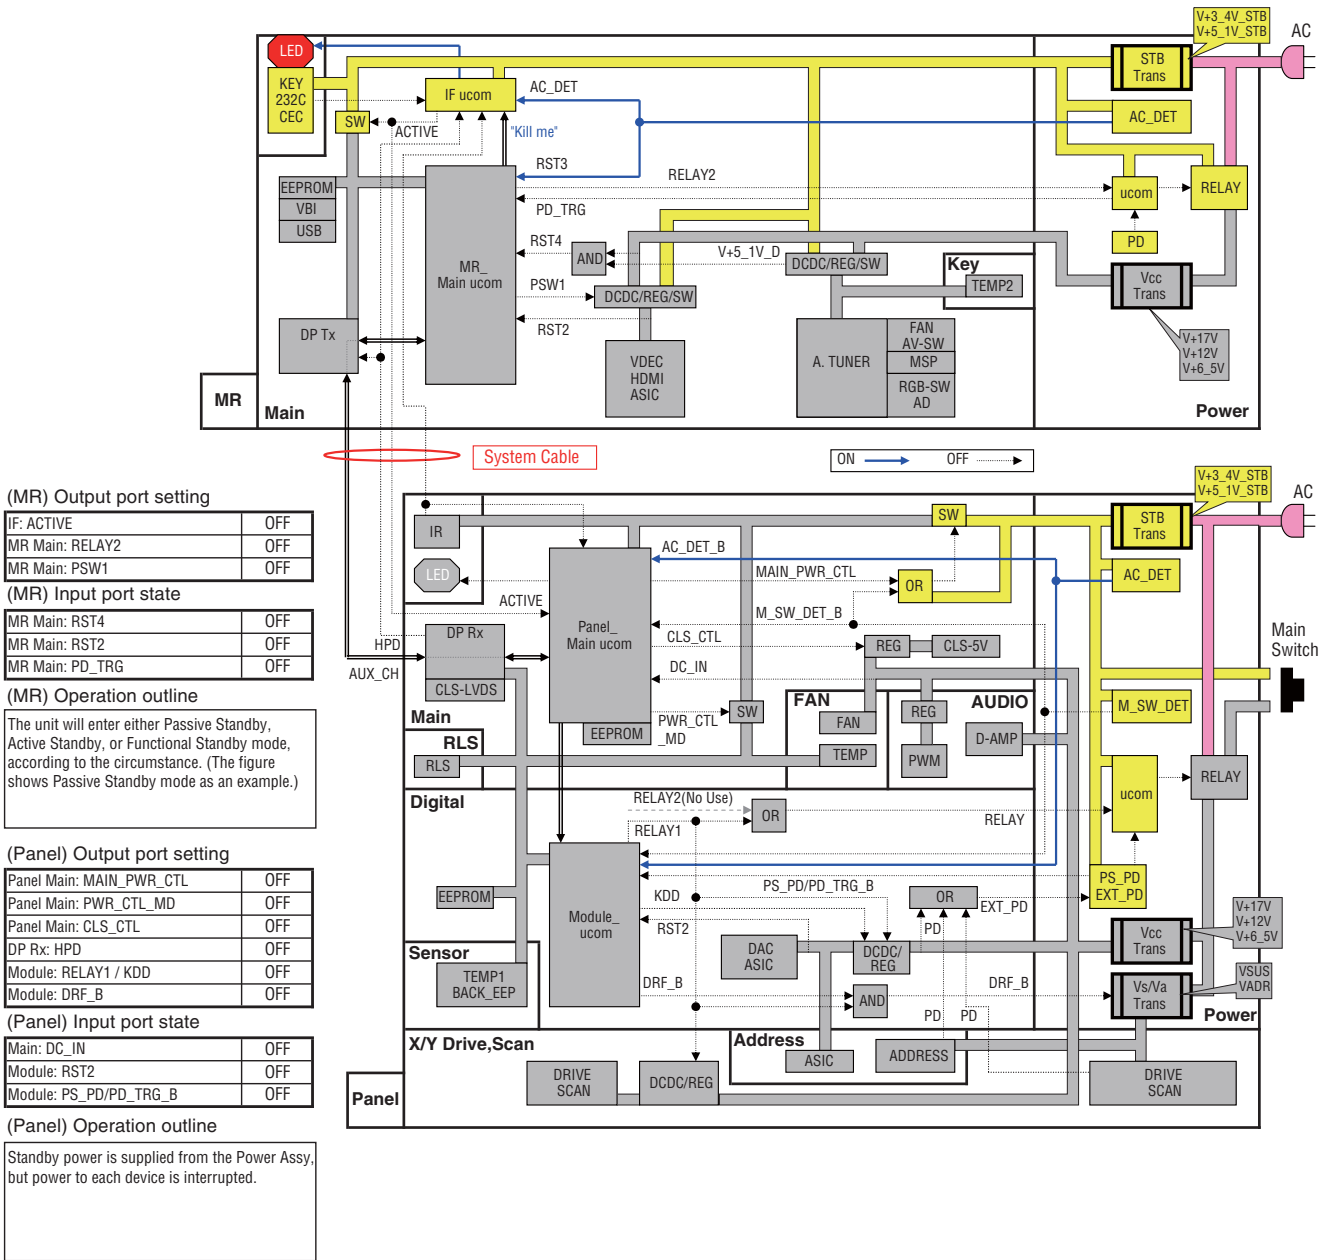 V+3_4V_STB
V+5_1V_STB
AC
LED
KEY
232C
CEC
IF ucom
SW
ACTIVE
AC_DET
"Kill me"
STB
Trans
AC_DET
RST3
RELAY2
PD_TRG
ucom
RELAY
PD
EEPROM
VBI
USB
MR_
Main ucom
RST4
AND
V+5_1V_D
DCDC/REG/SW
Key
TEMP2
PSW1
DCDC/REG/SW
RST2
Vcc
Trans
V+17V
V+12V
V+6_5V
DP Tx
VDEC
HDMI
ASIC
A. TUNER
FAN
AV-SW
MSP
RGB-SW
AD
MR
Main
Power
System Cable
ON
OFF
(MR) Output port setting
IF: ACTIVE OFF
MR Main: RELAY2 OFF
MR Main: PSW1 OFF
(MR) Input port state
MR Main: RST4 OFF
MR Main: RST2 OFF
MR Main: PD_TRG OFF
(MR) Operation outline
The unit will enter either Passive Standby,
Active Standby, or Functional Standby mode,
according to the circumstance. (The figure
shows Passive Standby mode as an example.)
(Panel) Output port setting
Panel Main: MAIN_PWR_CTL OFF
Panel Main: PWR_CTL_MD OFF
Panel Main: CLS_CTL OFF
DP Rx: HPD OFF
Module: RELAY1 / KDD OFF
Module: DRF_B OFF
(Panel) Input port state
Main: DC_IN OFF
Module: RST2 OFF
Module: PS_PD/PD_TRG_B OFF
(Panel) Operation outline
Standby power is supplied from the Power Assy,
but power to each device is interrupted.
V+3_4V_STB
V+5_1V_STB
AC
IR
LED
SW
STB
Trans
AC_DET_B
MAIN_PWR_CTL
OR
AC_DET
ACTIVE
M_SW_DET_B
Panel_
Main ucom
HPD
AUX_CH
DP Rx
CLS-LVDS
CLS_CTL
REG
CLS-5V
DC_IN
Main
Switch
Main
EEPROM
PWR_CTL
_MD
SW
FAN
FAN
REG
AUDIO
D-AMP
M_SW_DET
RLS
RLS
TEMP
PWM
ucom
RELAY
Digital
RELAY2(No Use)
RELAY1
OR
RELAY
EEPROM
Module_
ucom
KDD
PS_PD/PD_TRG_B
RST2
OR
PD
EXT_PD
PS_PD
EXT_PD
V+17V
V+12V
V+6_5V
Vcc
Trans
Sensor
TEMP1
BACK_EEP
DAC
ASIC
DCDC/
REG
DRF_B
AND
DRF_B
Vs/Va
Trans
VSUS
VADR
Power
PD
PD
X/Y Drive,Scan
Address
ASIC
ADDRESS
DRIVE
SCAN
DCDC/REG
DRIVE
SCAN
Panel